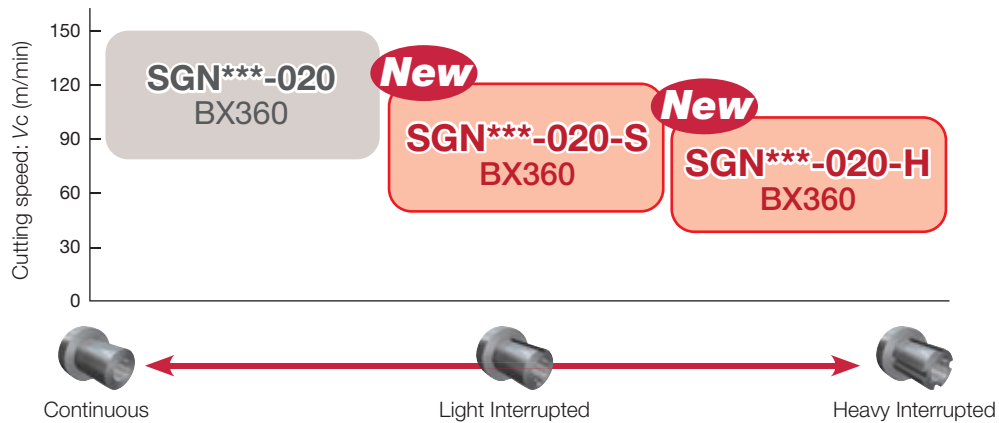 Cutting speed: Vc (m/min)
150
120
90
60
30
0
SGN***-020
BX360
New
SGN***-020-S
BX360
New
SGN***-020-H
BX360
Continuous
Light Interrupted
Heavy Interrupted